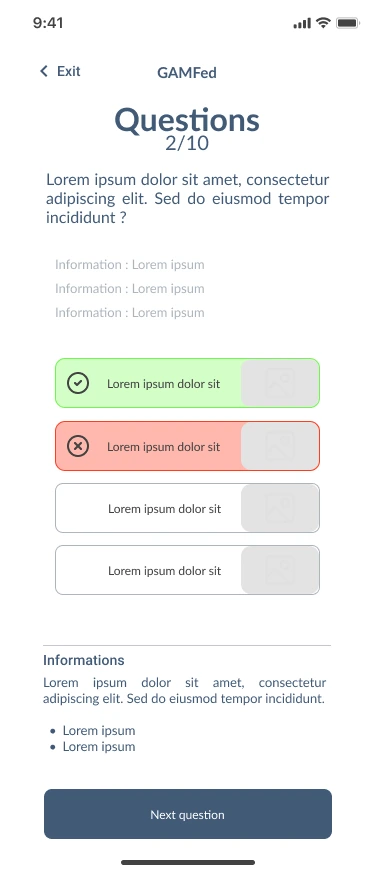 9:41
Exit
GAMFed
Questions
2/10
Lorem ipsum dolor sit amet, consectetur
adipiscing elit. Sed do eiusmod tempor
incididunt ?
Information : Lorem ipsum
Information : Lorem ipsum
Information : Lorem ipsum
Lorem ipsum dolor sit
Lorem ipsum dolor sit
Lorem ipsum dolor sit
Lorem ipsum dolor sit
Informations
Lorem ipsum dolor sit amet, consectetur
adipiscing elit. Sed do eiusmod tempor incididunt.
• Lorem ipsum
• Lorem ipsum
Next question